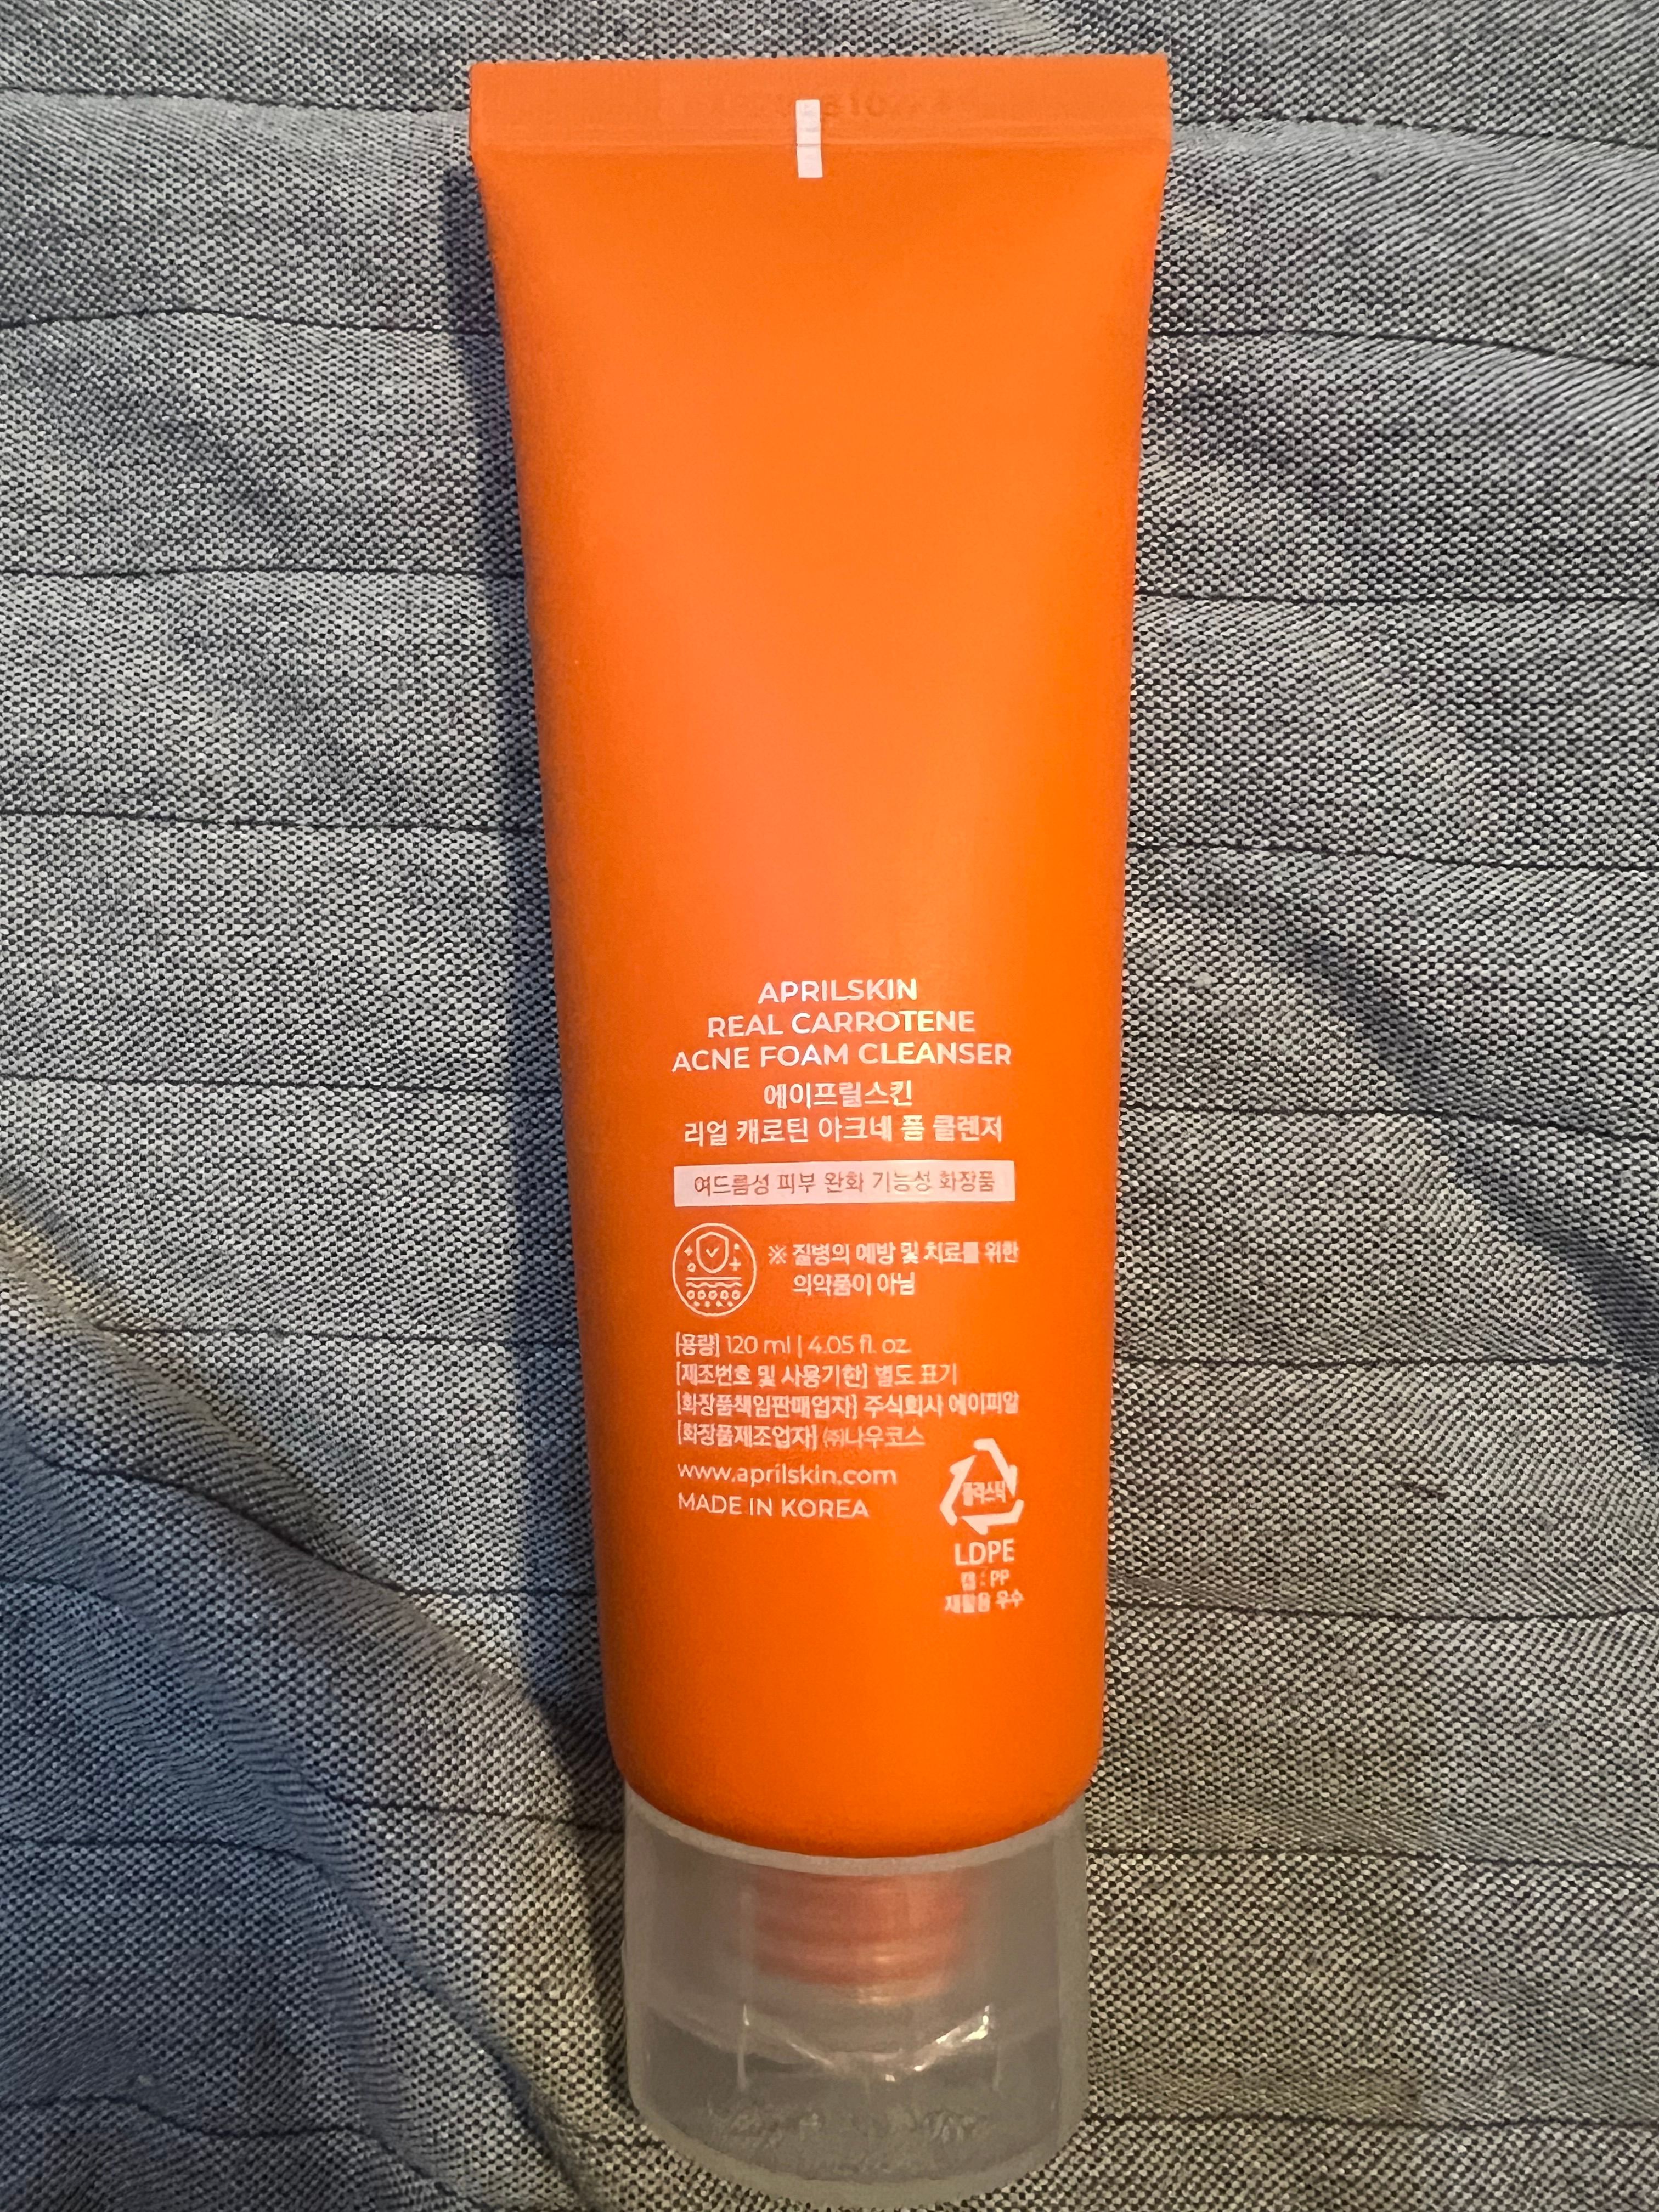 APRILSKIN
REAL CARROTENE
ACNE FOAM CLEANSER
에이프릴스킨
리얼 캐로틴 아크네 폼 클렌저
여드름성 피부 완화 기능성 화장품
※ 질병의 예방 및 치료를 위한
의약품이 아님
[용량] 120 ml | 4.05 fl. oz.
[제조번호 및 사용기한] 별도 표기
[화장품책임판매업자] 주식회사 에이피알
[화장품제조업자] ㈜나우코스
www.aprilskin.com
MADE IN KOREA
플라스틱
LDPE
캡 : PP
재활용 우수